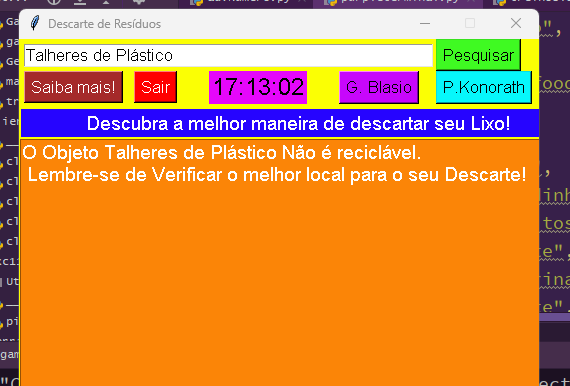 Descarte de Resíduos
Talheres de Plástico
Pesquisar
Saiba mais!
Sair
17:13:02
G. Blasio
P.Konorath
Descubra a melhor maneira de descartar seu Lixo!
O Objeto Talheres de Plástico Não é reciclável.
Lembre-se de Verificar o melhor local para o seu Descarte!